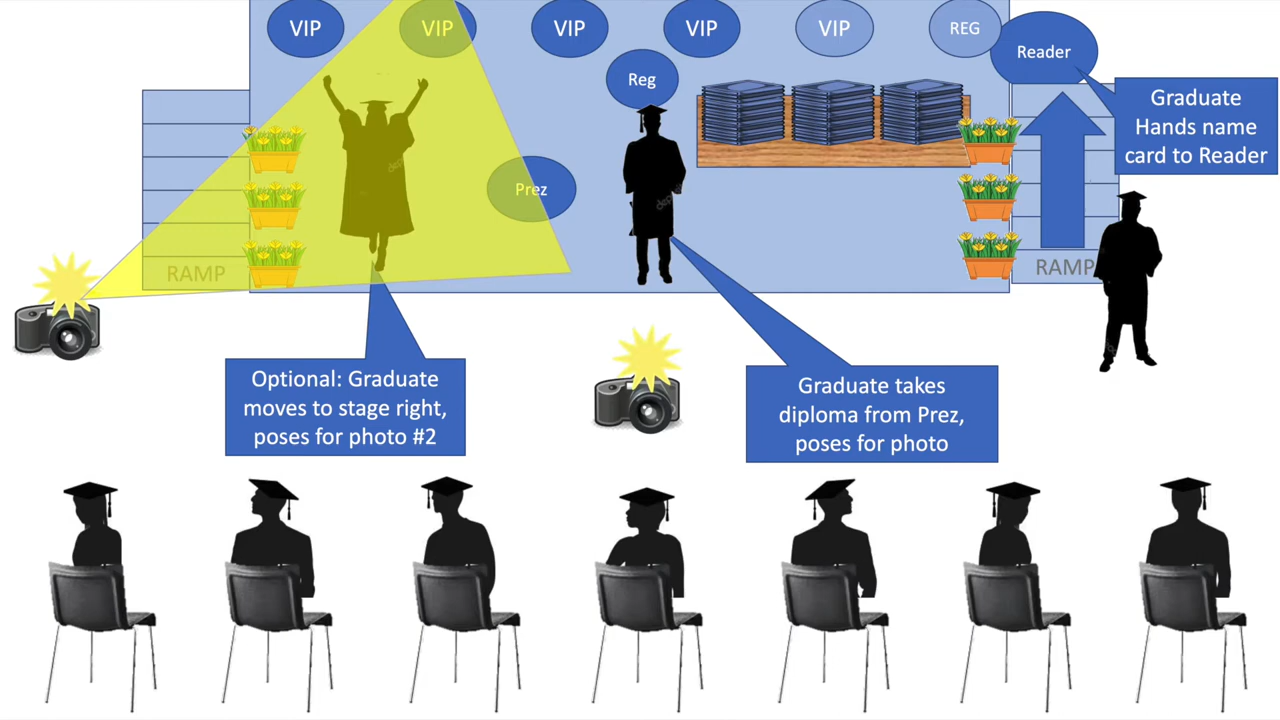 VIP
VIP
VIP
VIP
VIP
REG
Reader
Reg
Graduate
Hands name
card to Reader
Prez
RAMP
RAMP
Optional: Graduate
moves to stage right,
poses for photo #2
Graduate takes
diploma from Prez,
poses for photo